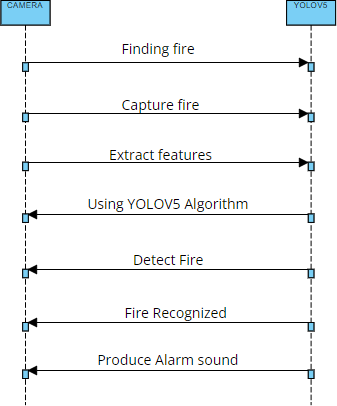 CAMERA
YOLOV5
Finding fire
Capture fire
Extract features
Using YOLOV5 Algorithm
Detect Fire
Fire Recognized
Produce Alarm sound